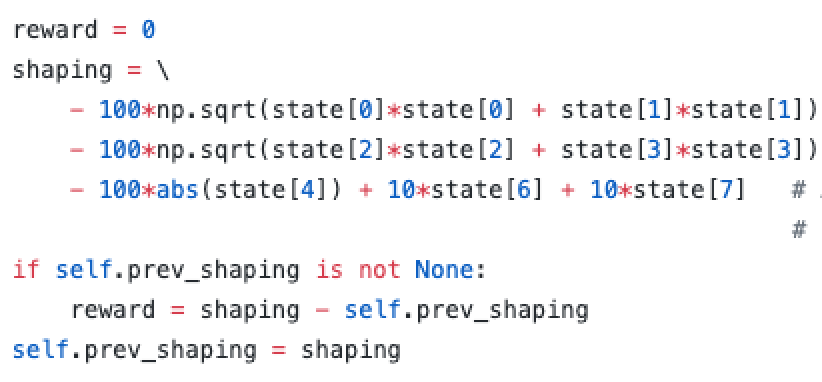 reward = 0
shaping = \
    - 100*np.sqrt(state[0]*state[0] + state[1]*state[1])
    - 100*np.sqrt(state[2]*state[2] + state[3]*state[3])
    - 100*abs(state[4]) + 10*state[6] + 10*state[7]   #
                                                      #
if self.prev_shaping is not None:
    reward = shaping - self.prev_shaping
self.prev_shaping = shaping